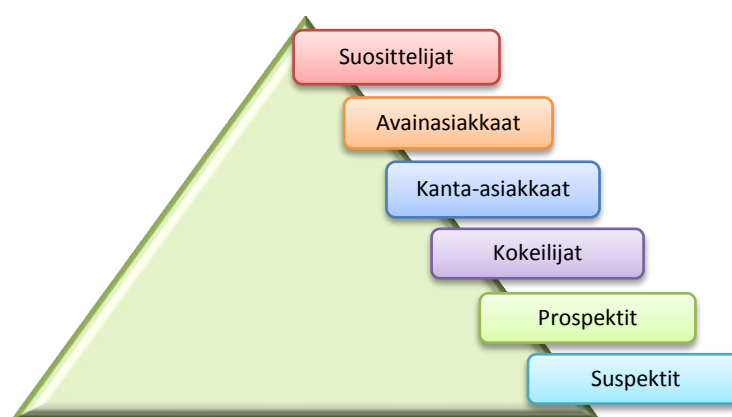 Suosittelijat
Avainasiakkaat
Kanta-asiakkaat
Kokeilijat
Prospektit
Suspektit